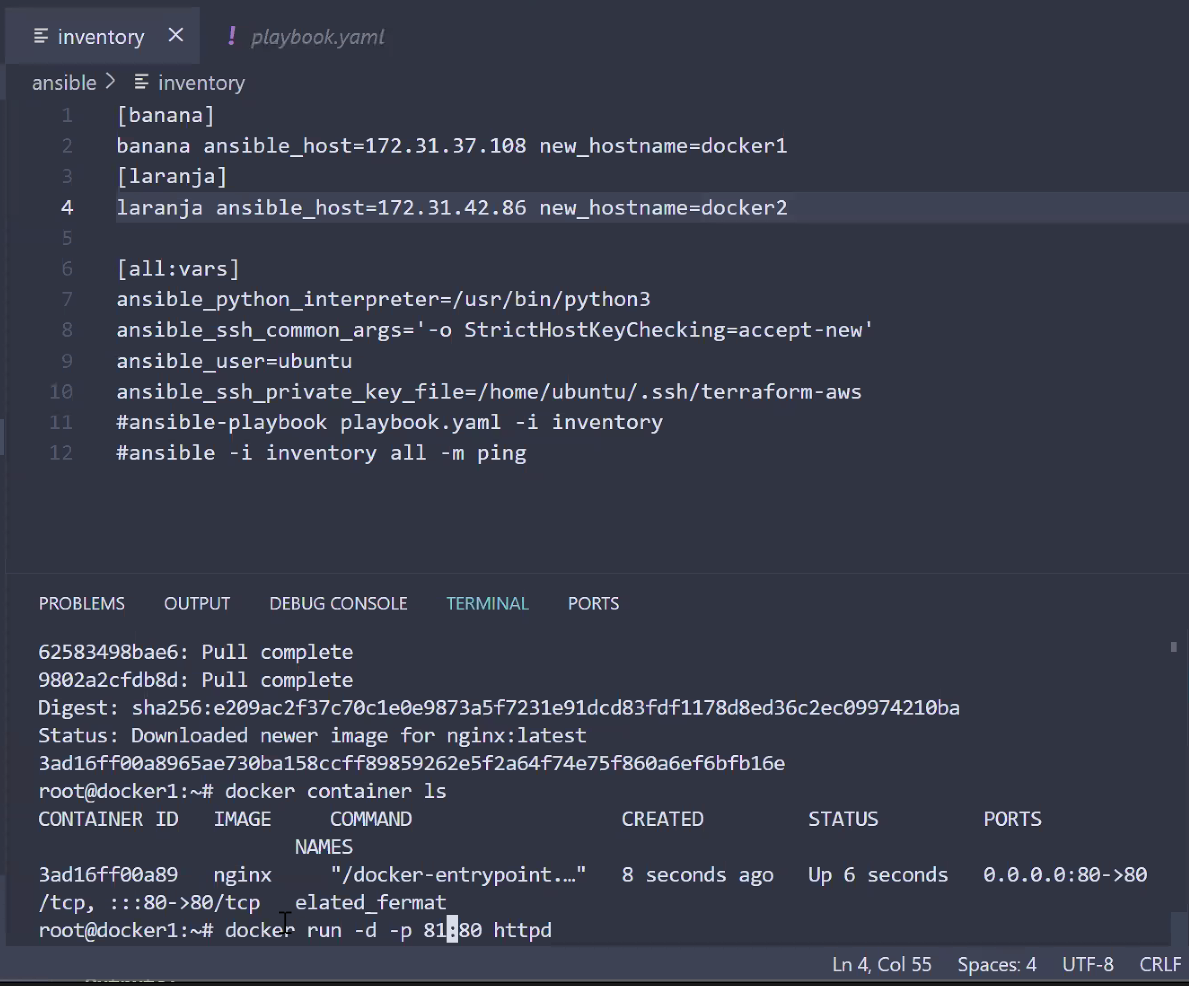 inventory × ! playbook.yaml
ansible > inventory
1 [banana]
2 banana ansible_host=172.31.37.108 new_hostname=docker1
3 [laranja]
4 laranja ansible_host=172.31.42.86 new_hostname=docker2
5
6 [all:vars]
7 ansible_python_interpreter=/usr/bin/python3
8 ansible_ssh_common_args='-o StrictHostKeyChecking=accept-new'
9 ansible_user=ubuntu
10 ansible_ssh_private_key_file=/home/ubuntu/.ssh/terraform-aws
11 #ansible-playbook playbook.yaml -i inventory
12 #ansible -i inventory all -m ping
PROBLEMS OUTPUT DEBUG CONSOLE TERMINAL PORTS
62583498bae6: Pull complete
9802a2cfdb8d: Pull complete
Digest: sha256:e209ac2f37c70c1e0e9873a5f7231e91dcd83fdf1178d8ed36c2ec09974210ba
Status: Downloaded newer image for nginx:latest
3ad16ff00a8965ae730ba158ccff89859262e5f2a64f74e75f860a6ef6bfb16e
root@docker1:~# docker container ls
CONTAINER ID IMAGE COMMAND CREATED STATUS PORTS
NAMES
3ad16ff00a89 nginx "/docker-entrypoint.…" 8 seconds ago Up 6 seconds 0.0.0.0:80->80
/tcp, :::80->80/tcp elated_fermat
root@docker1:~# docker run -d -p 81:80 httpd
Ln 4, Col 55 Spaces: 4 UTF-8 CRLF